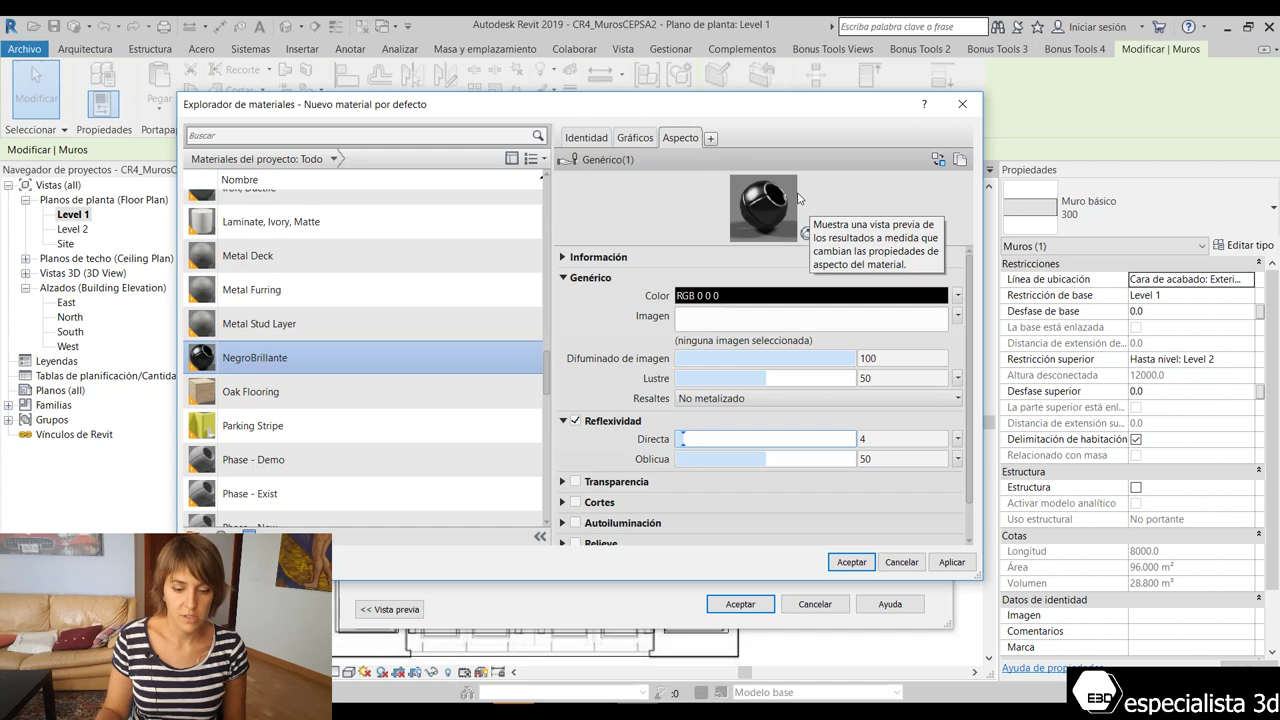 Autodesk Revit 2019 - CR4_MurosCEPSA2 - Plano de planta: Level 1
Escriba palabra clave o frase
Iniciar sesión
Archivo Arquitectura Estructura Acero Sistemas Insertar Anotar Analizar Masa y emplazamiento Colaborar Vista Gestionar Complementos Bonus Tools Views Bonus Tools 2 Bonus Tools 3 Bonus Tools 4 Modificar | Muros
Modificar
Pegar
Recorte
Seleccionar Propiedades Portapa
Modificar | Muros
Navegador de proyectos - CR4_MurosC
Vistas (all)
Planos de planta (Floor Plan)
Level 1
Level 2
Site
Planos de techo (Ceiling Plan)
Vistas 3D (3D View)
Alzados (Building Elevation)
East
North
South
West
Leyendas
Tablas de planificación/Cantida
Planos (all)
Familias
Grupos
Vínculos de Revit
Explorador de materiales - Nuevo material por defecto
Buscar
Materiales del proyecto: Todo
Nombre
Iron, Ductile
Laminate, Ivory, Matte
Metal Deck
Metal Furring
Metal Stud Layer
NegroBrillante
Oak Flooring
Parking Stripe
Phase - Demo
Phase - Exist
Phase - New
Identidad Gráficos Aspecto
Genérico(1)
Muestra una vista previa de
los resultados a medida que
cambian las propiedades de
aspecto del material.
Información
Genérico
Color RGB 0 0 0
Imagen
(ninguna imagen seleccionada)
Difuminado de imagen 100
Lustre 50
Resaltes No metalizado
Reflexividad
Directa 4
Oblicua 50
Transparencia
Cortes
Autoiluminación
Relieve
Aceptar Cancelar Aplicar
<< Vista previa Aceptar Cancelar Ayuda
:0 Modelo base
Propiedades
Muro básico
300
Muros (1) Editar tipo
Restricciones
Línea de ubicación Cara de acabado: Exteri...
Restricción de base Level 1
Desfase de base 0.0
La base está enlazada
Distancia de extensión de...
Restricción superior Hasta nivel: Level 2
Altura desconectada 12000.0
Desfase superior 0.0
La parte superior está enl...
Distancia de extensión su... 0.0
Delimitación de habitación
Relacionado con masa
Estructura
Estructura
Activar modelo analítico
Uso estructural No portante
Cotas
Longitud 8000.0
Área 96.000 m²
Volumen 28.800 m³
Datos de identidad
Imagen
Comentarios
Marca
Ayuda de propiedades
E3D
especialista 3d